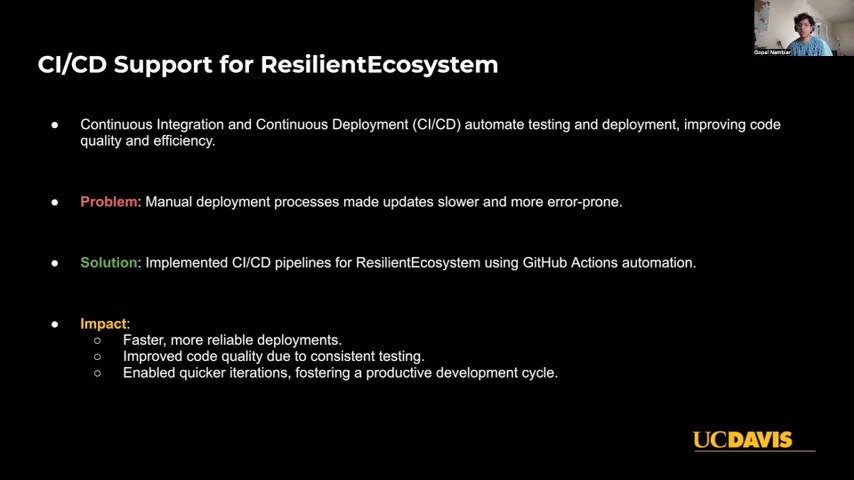 Gopal Nambiar
CI/CD Support for ResilientEcosystem
● Continuous Integration and Continuous Deployment (CI/CD) automate testing and deployment, improving code
quality and efficiency.
● Problem: Manual deployment processes made updates slower and more error-prone.
● Solution: Implemented CI/CD pipelines for ResilientEcosystem using GitHub Actions automation.
● Impact:
○ Faster, more reliable deployments.
○ Improved code quality due to consistent testing.
○ Enabled quicker iterations, fostering a productive development cycle.
UCDAVIS